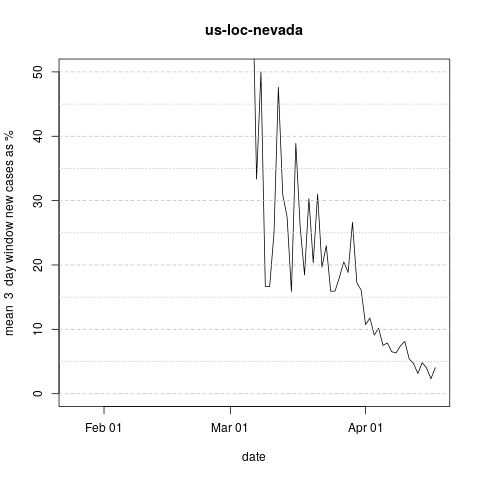 us-loc-nevada
mean  3  day window new cases as %
50
40
30
20
10
0
Feb 01
Mar 01
Apr 01
date